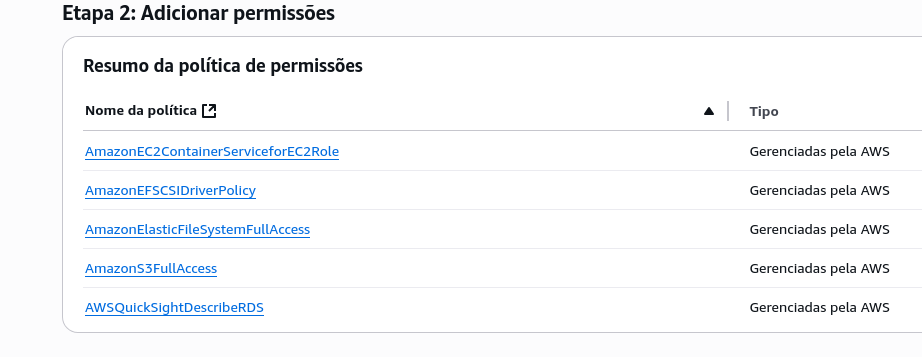 Etapa 2: Adicionar permissões
Resumo da política de permissões
Nome da política Tipo
AmazonEC2ContainerServiceforEC2Role Gerenciadas pela AWS
AmazonEFSCSIDriverPolicy Gerenciadas pela AWS
AmazonElasticFileSystemFullAccess Gerenciadas pela AWS
AmazonS3FullAccess Gerenciadas pela AWS
AWSQuickSightDescribeRDS Gerenciadas pela AWS